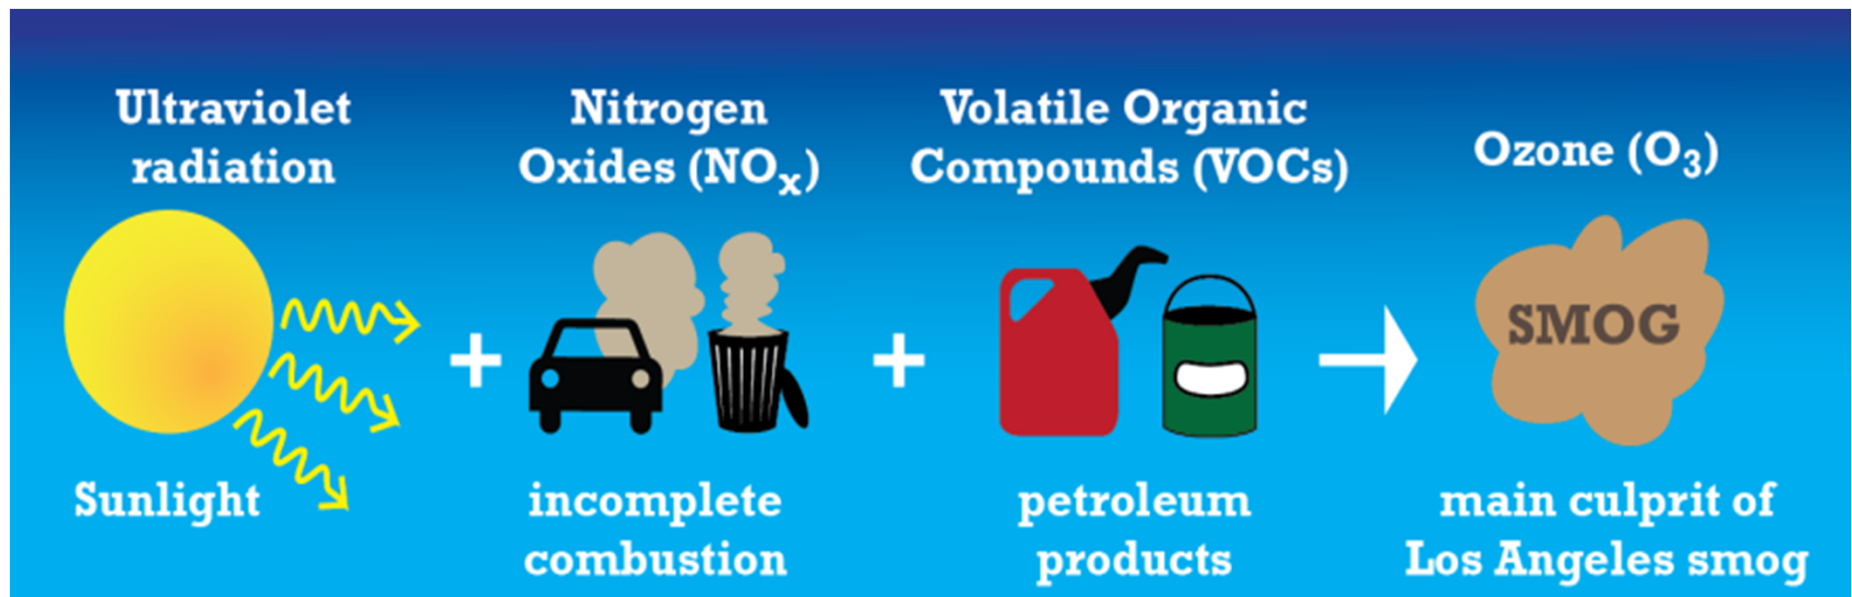 Ultraviolet
radiation
Sunlight
+
Nitrogen
Oxides (NOₓ)
incomplete
combustion
+
Volatile Organic
Compounds (VOCs)
petroleum
products
Ozone (O₃)
SMOG
main culprit of
Los Angeles smog